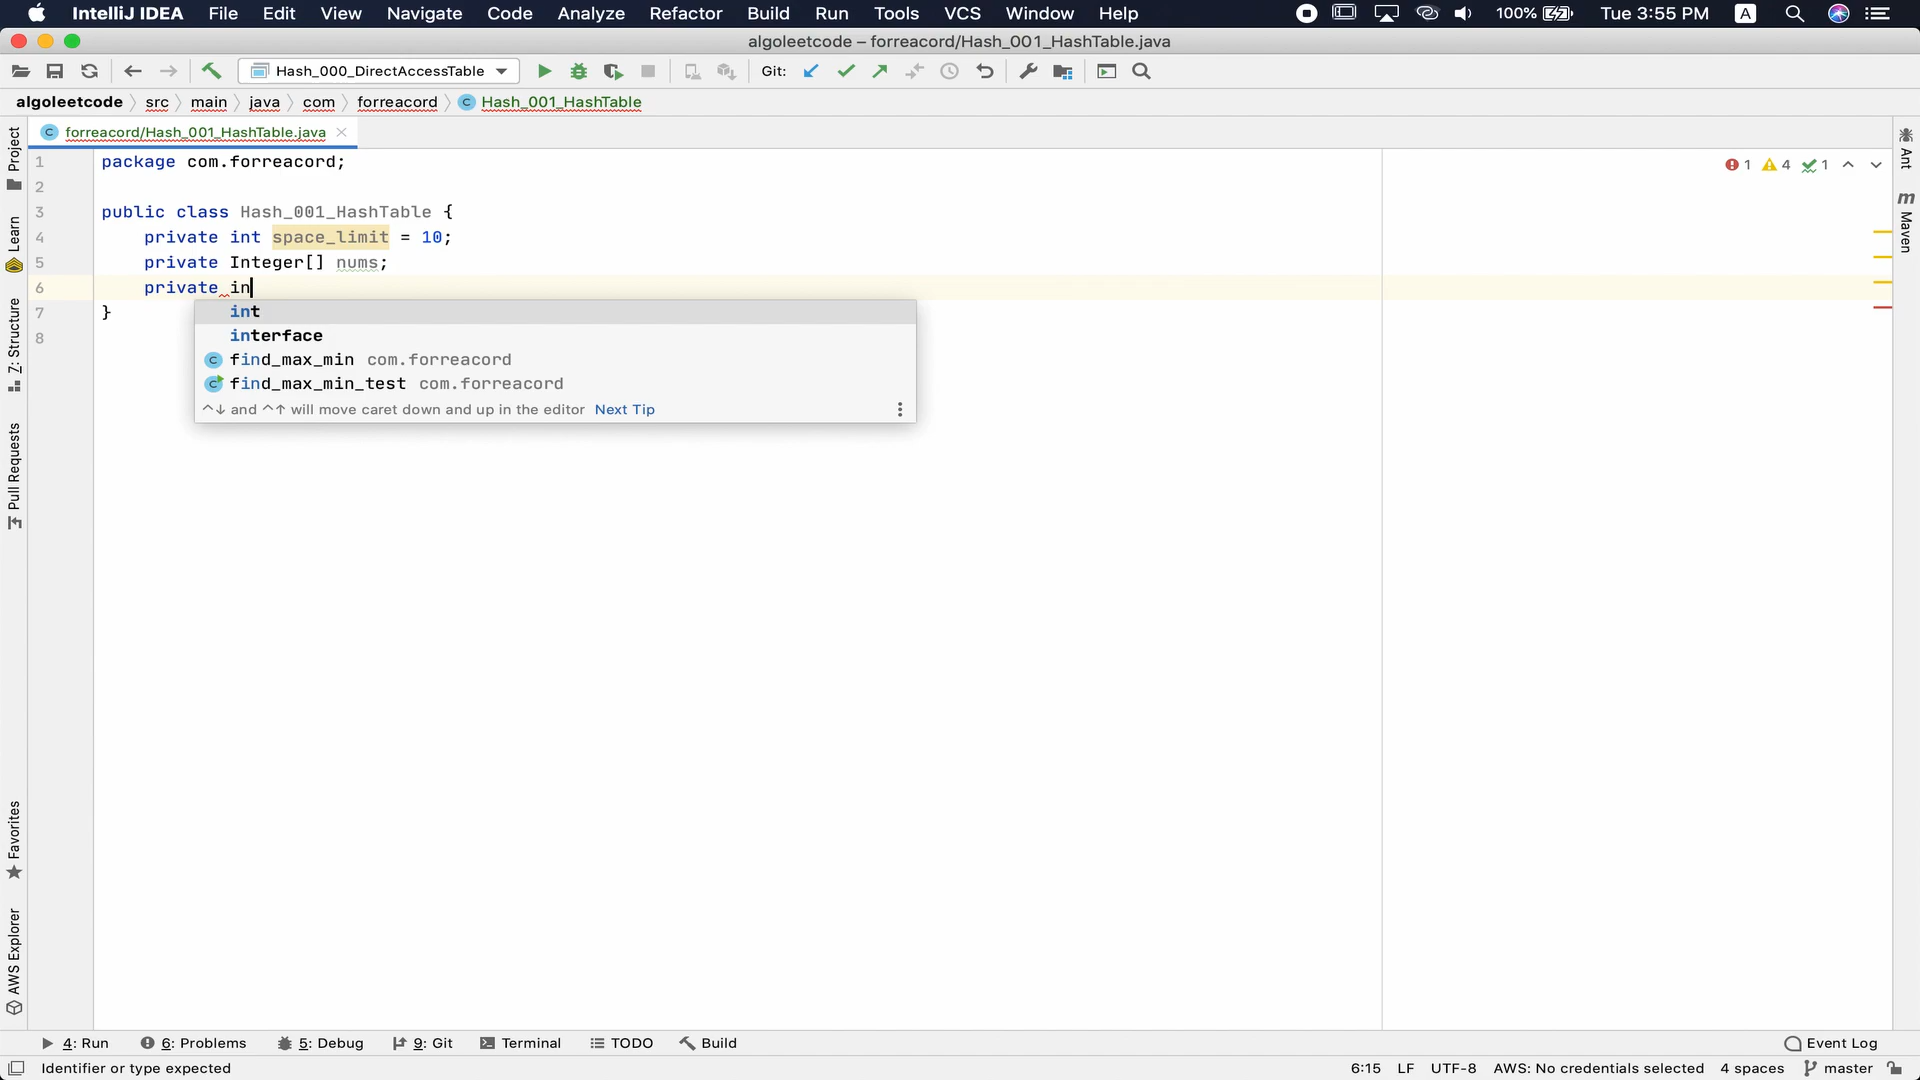 IntelliJ IDEA File Edit View Navigate Code Analyze Refactor Build Run Tools VCS Window Help 100% Tue 3:55 PM A
algoleetcode – forreacord/Hash_001_HashTable.java
Hash_000_DirectAccessTable Git:
algoleetcode src main java com forreacord C Hash_001_HashTable
C forreacord/Hash_001_HashTable.java
1 package com.forreacord;
2
3 public class Hash_001_HashTable {
4 private int space_limit = 10;
5 private Integer[] nums;
6 private in
7 }
8
int
interface
C find_max_min com.forreacord
C find_max_min_test com.forreacord
^↓ and ^↑ will move caret down and up in the editor Next Tip
1 4 1
Project
Learn
Z: Structure
Pull Requests
Favorites
AWS Explorer
Ant
m Maven
4: Run 6: Problems 5: Debug 9: Git Terminal TODO Build Event Log
Identifier or type expected 6:15 LF UTF-8 AWS: No credentials selected 4 spaces master